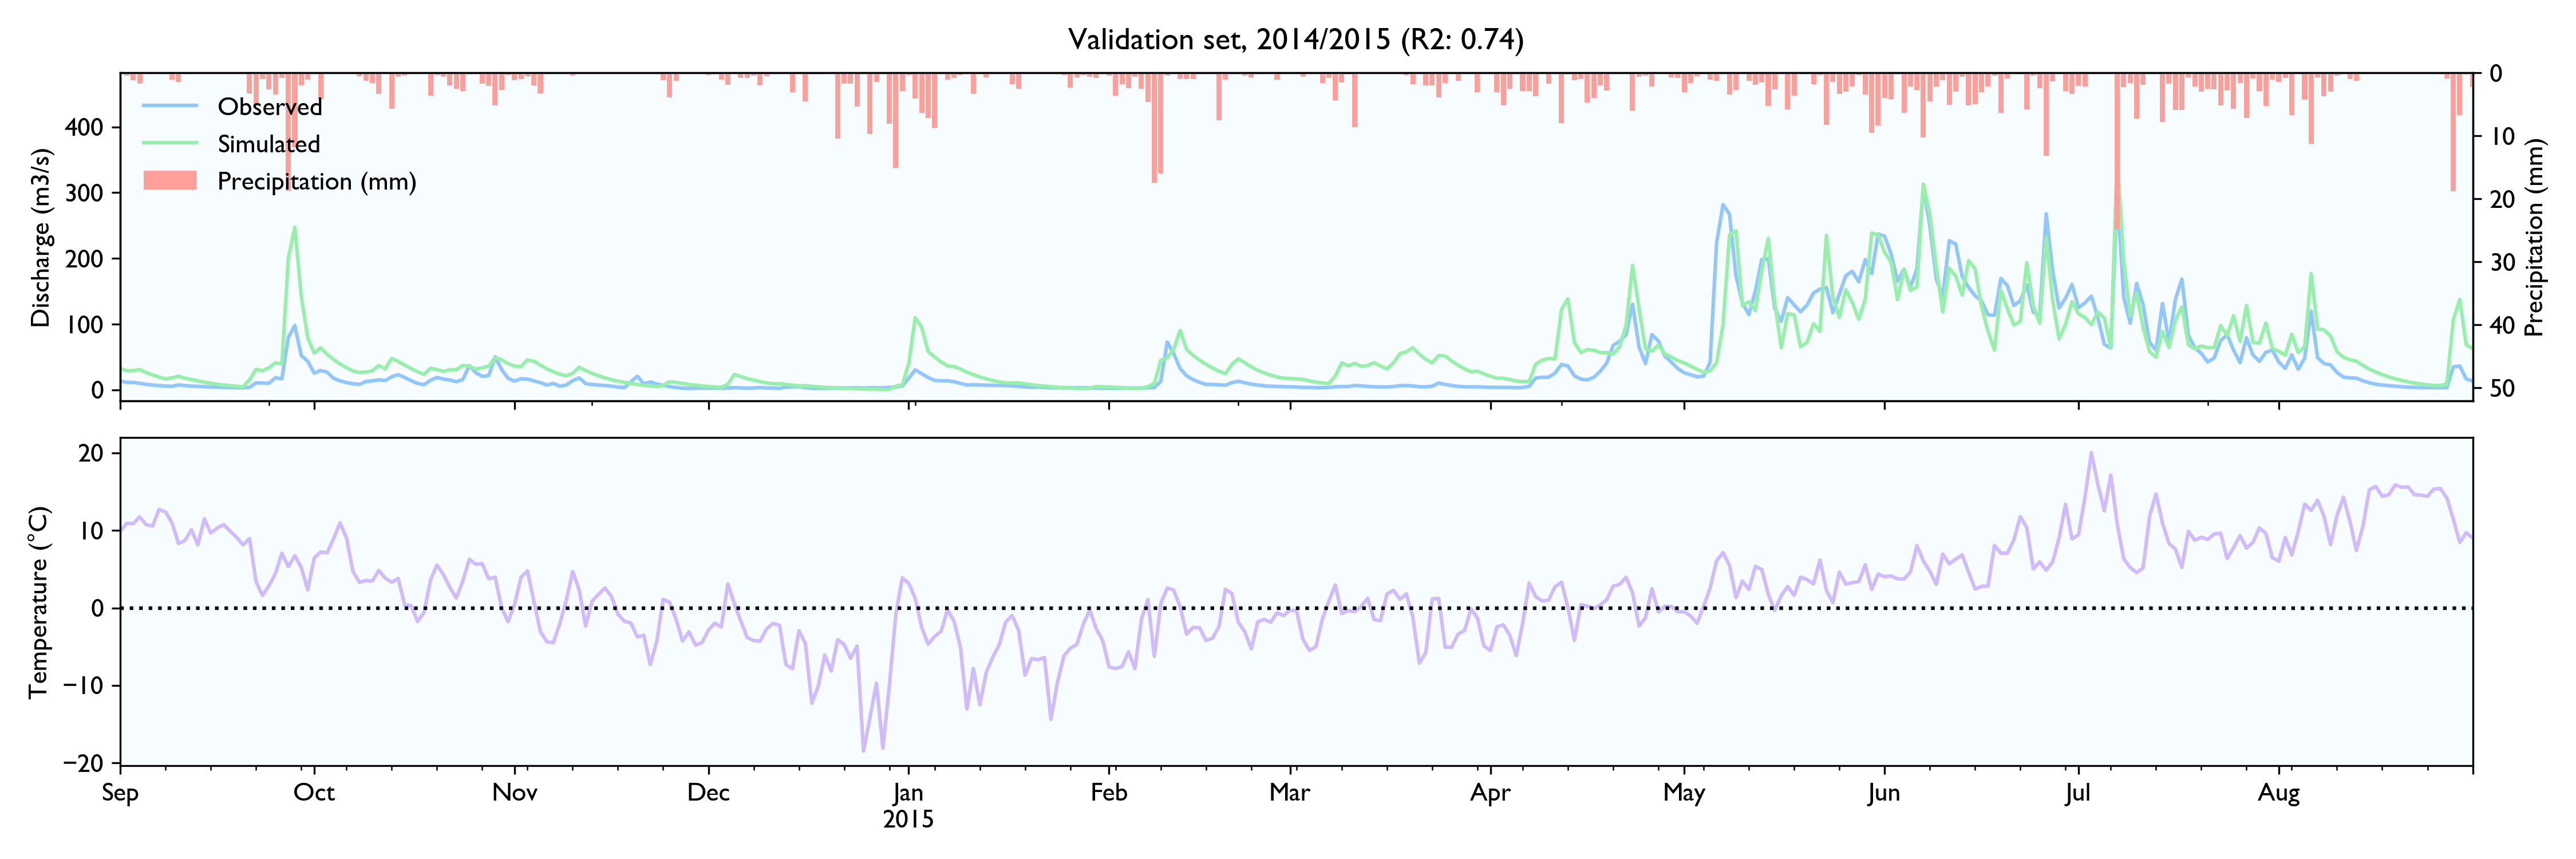 Validation set, 2014/2015 (R2: 0.74)
Discharge (m3/s)
400
300
200
100
0
Observed
Simulated
Precipitation (mm)
0
10
20
30
40
50
Precipitation (mm)
Temperature (°C)
20
10
0
−10
−20
Sep Oct Nov Dec Jan Feb Mar Apr May Jun Jul Aug
2015